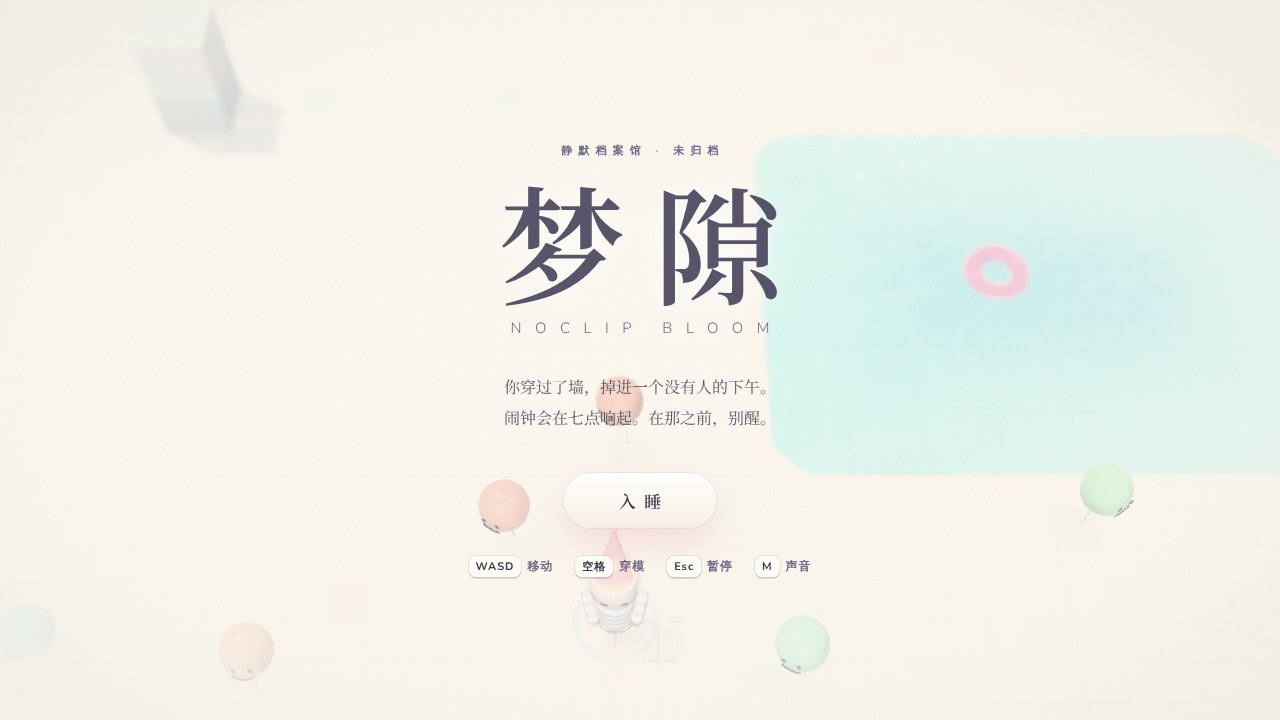 静默档案馆 · 未归档
梦隙
NOCLIP BLOOM
你穿过了墙，掉进一个没有人的下午。
闹钟会在七点响起。在那之前，别醒。
入睡
WASD 移动 空格 穿模 Esc 暂停 M 声音